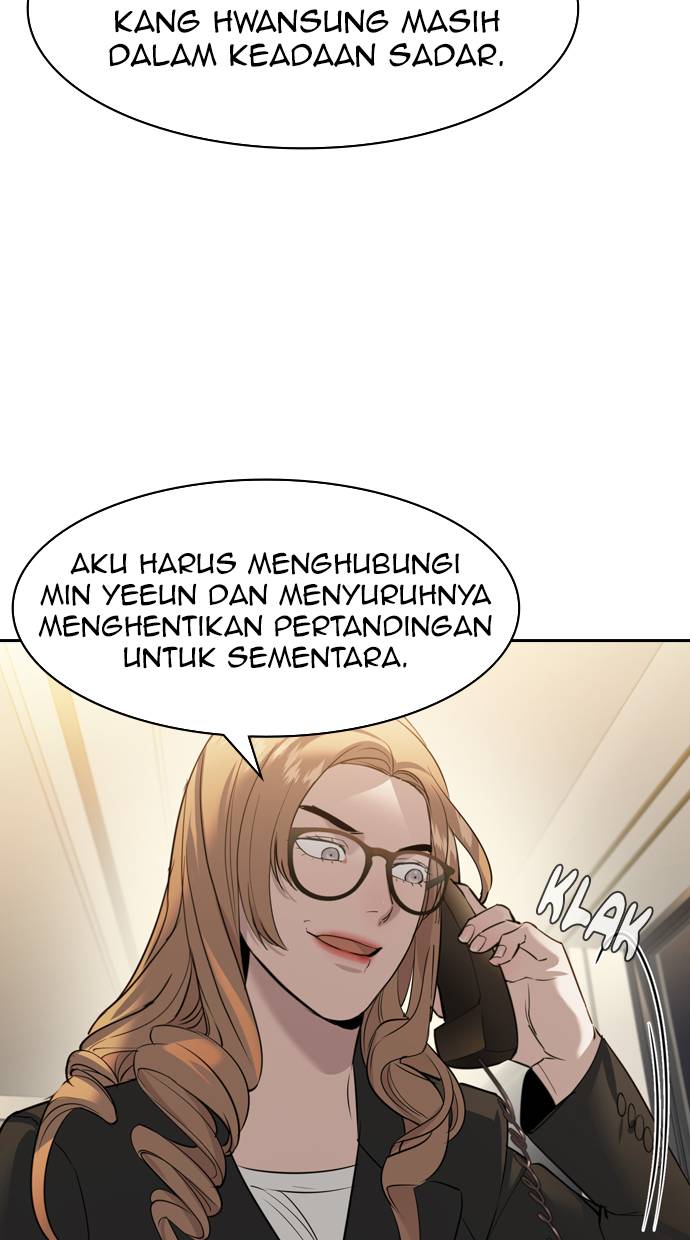 KANG HWANSUNG MASIH
DALAM KEADAAN SADAR.
AKU HARUS MENGHUBUNGI
MIN YEEUN DAN MENYURUHNYA
MENGHENTIKAN PERTANDINGAN
UNTUK SEMENTARA.
KLAK